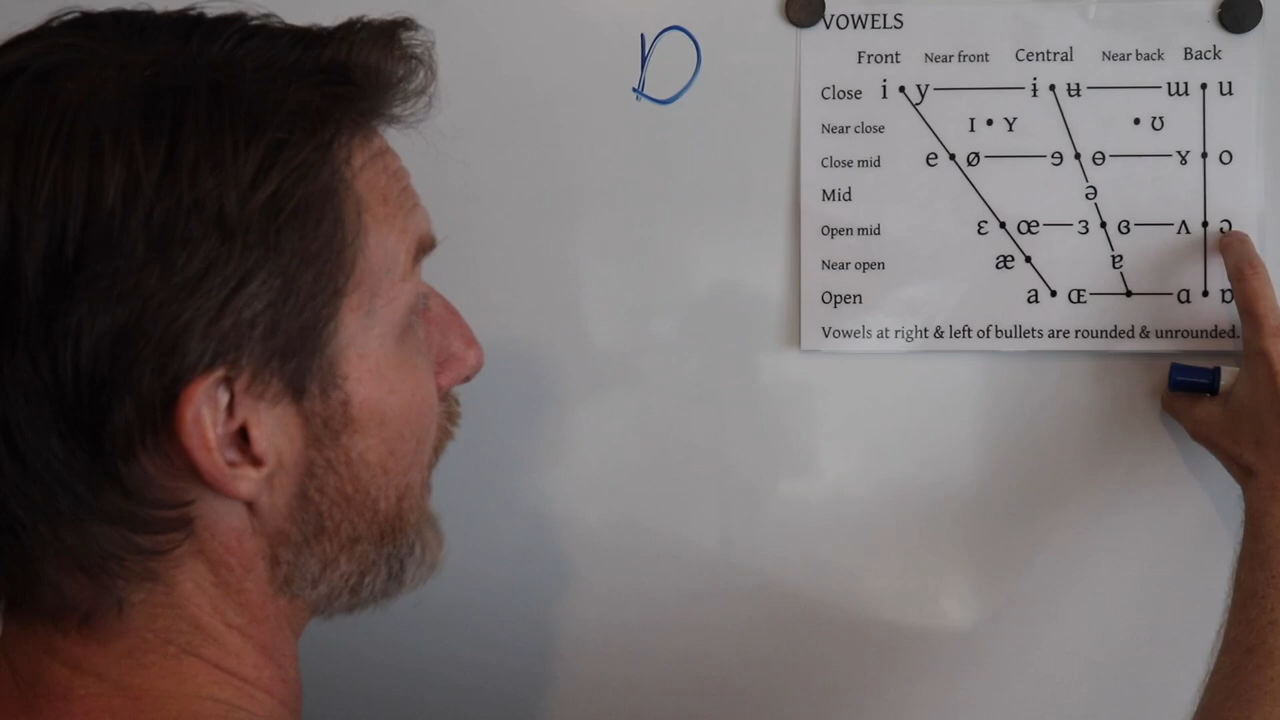 D
VOWELS
Front Near front Central Near back Back
Close i y ɨ ʉ ɯ u
Near close ɪ ʏ ʊ
Close mid e ø ɘ ɵ ɤ o
Mid ə
Open mid ɛ œ ɜ ɞ ʌ ɔ
Near open æ ɐ
Open a ɶ ɑ ɒ
Vowels at right & left of bullets are rounded & unrounded.